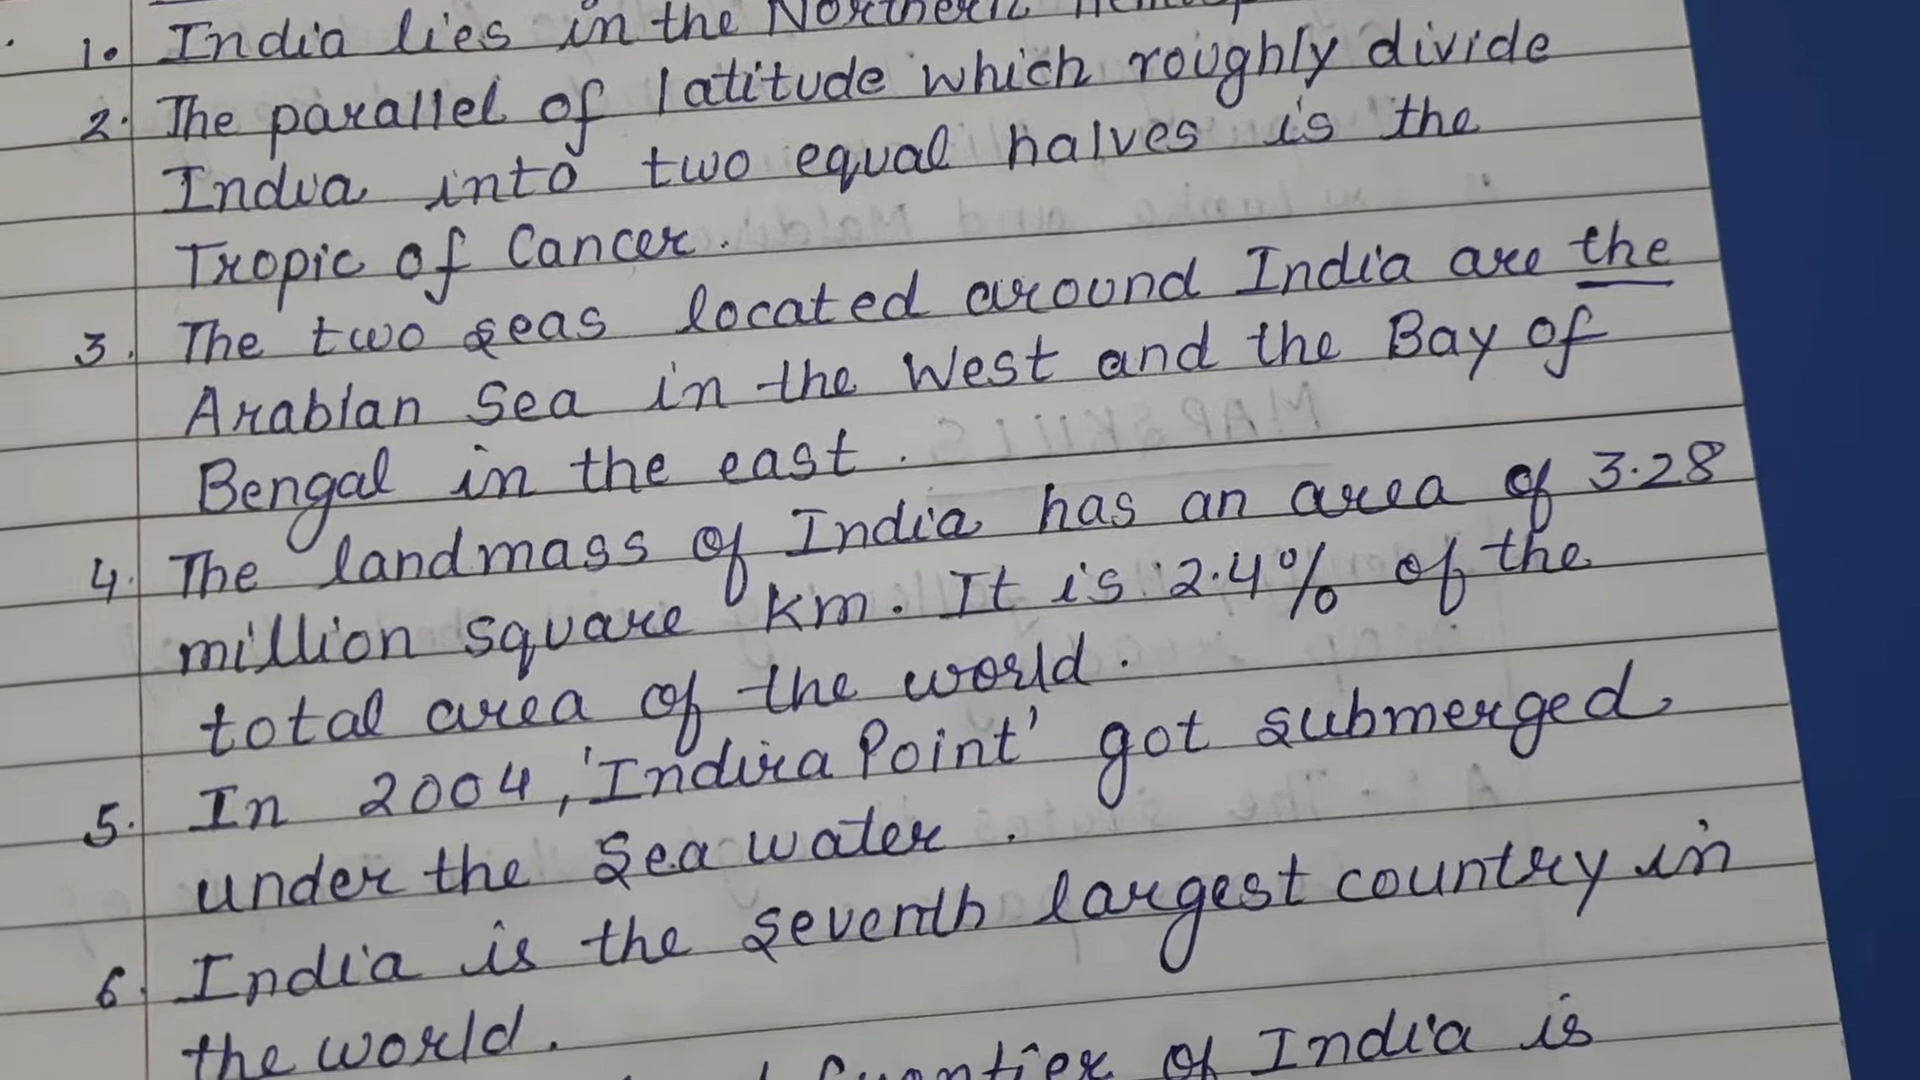 1. India lies in the Northern
2. The parallel of latitude which roughly divide
India into two equal halves is the
Tropic of Cancer.
3. The two seas located around India are the
Arabian Sea in the West and the Bay of
Bengal in the east.
4. The landmass of India has an area of 3.28
million square km. It is 2.4% of the
total area of the world.
5. In 2004, 'Indira Point' got submerged
under the Sea water.
6. India is the seventh largest country in
the world.
of India is